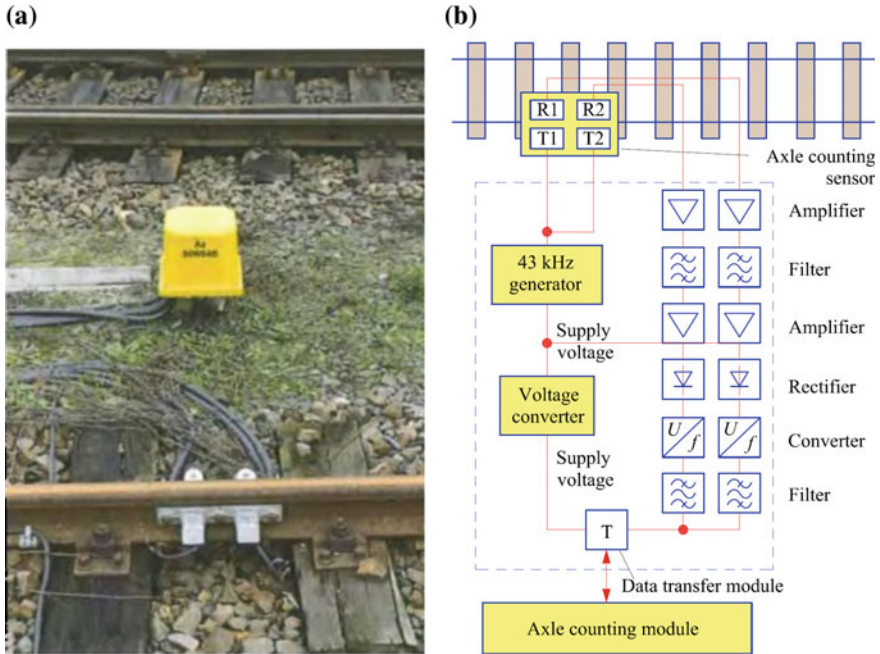 (a)
(b)
Az
R1 R2
T1 T2
Axle counting
sensor
Amplifier
43 kHz
generator
Filter
Supply
voltage
Amplifier
Voltage
converter
Rectifier
U/f U/f
Converter
Supply
voltage
Filter
T
Data transfer module
Axle counting module